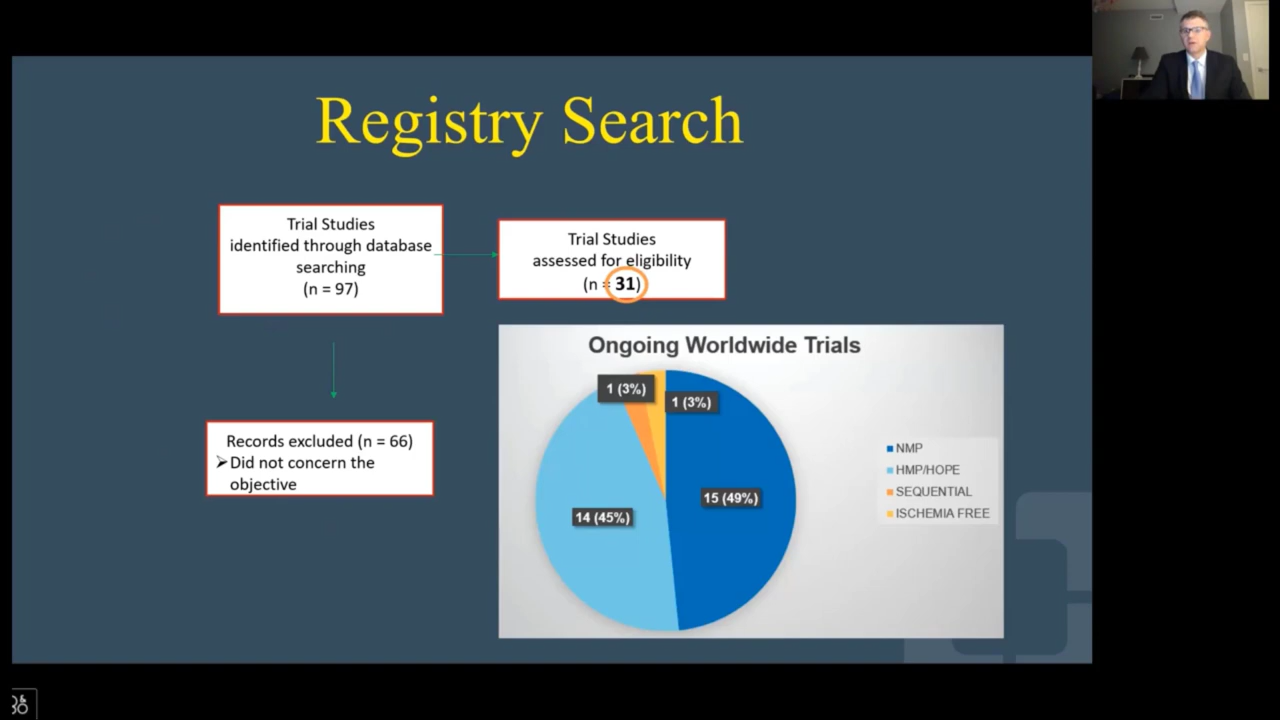 Registry Search
Trial Studies
identified through database
searching
(n = 97)
Trial Studies
assessed for eligibility
(n = 31)
Records excluded (n = 66)
➢Did not concern the
objective
Ongoing Worldwide Trials
1 (3%)
1 (3%)
15 (49%)
14 (45%)
NMP
HMP/HOPE
SEQUENTIAL
ISCHEMIA FREE